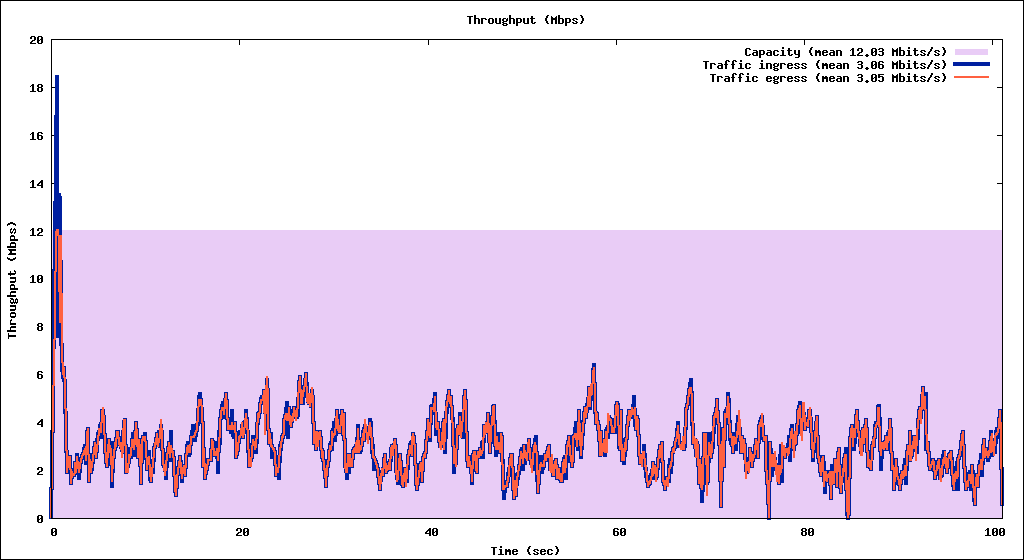 Throughput (Mbps)
Capacity (mean 12.03 Mbits/s)
Traffic ingress (mean 3.06 Mbits/s)
Traffic egress (mean 3.05 Mbits/s)
Throughput (Mbps)
20
18
16
14
12
10
8
6
4
2
0
0 20 40 60 80 100
Time (sec)